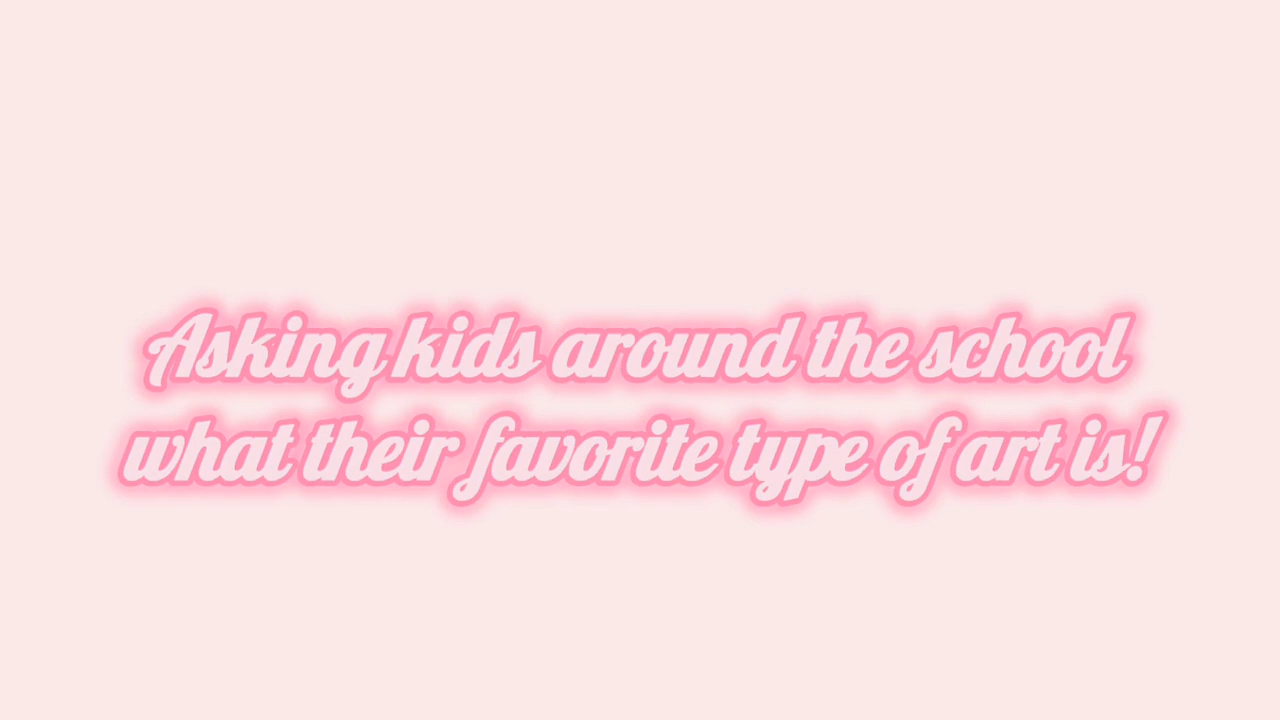 Asking kids around the school
what their favorite type of art is!